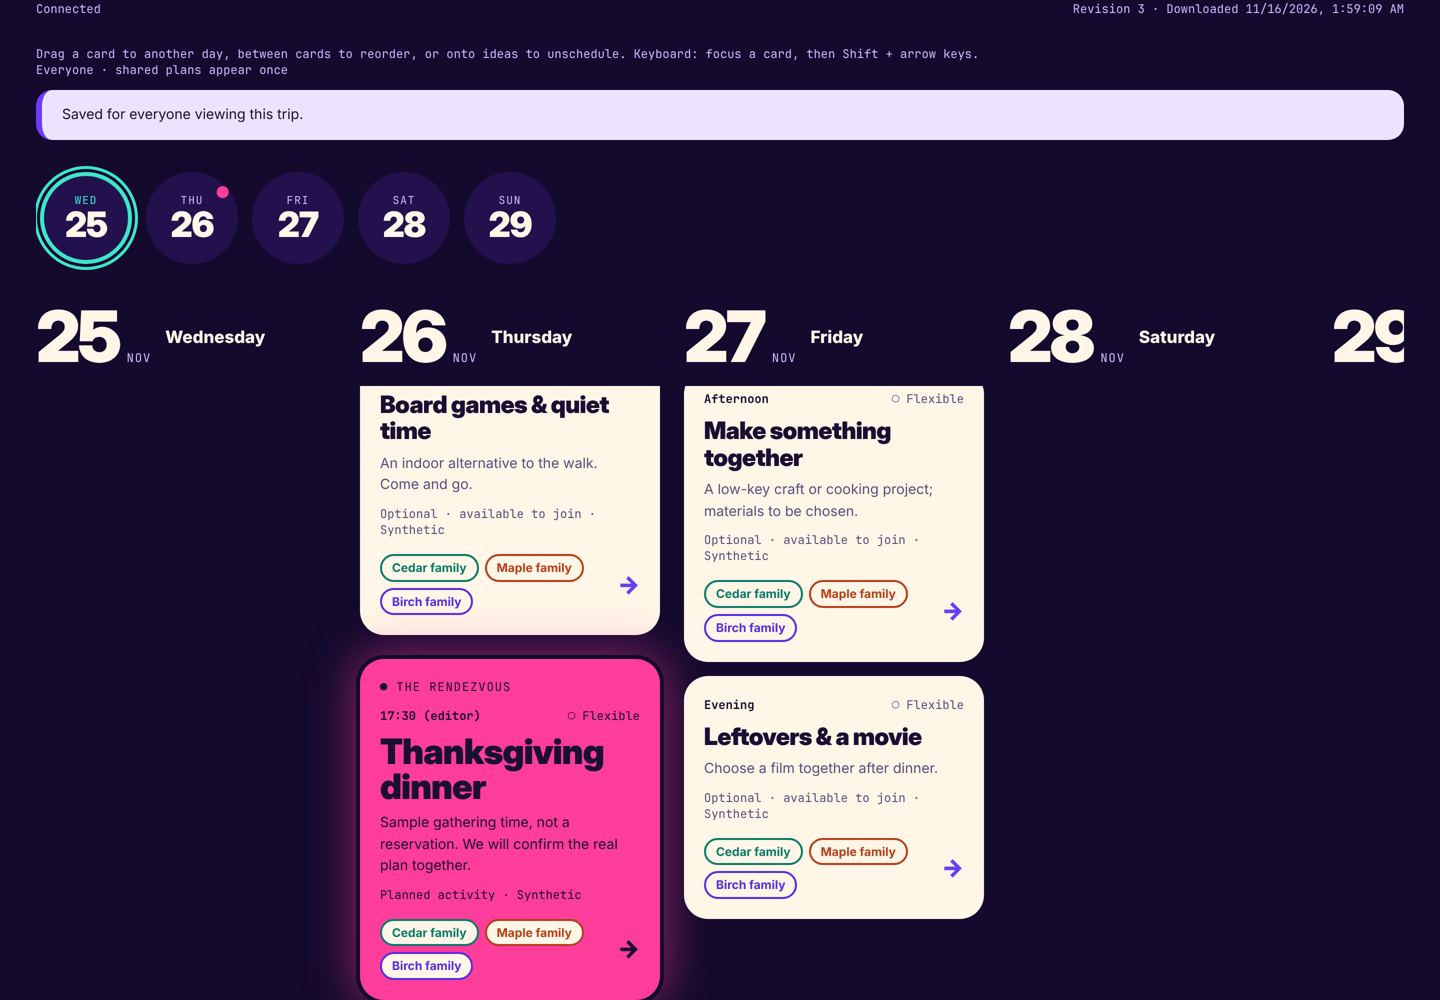 Connected
Revision 3 · Downloaded 11/16/2026, 1:59:09 AM
Drag a card to another day, between cards to reorder, or onto ideas to unschedule. Keyboard: focus a card, then Shift + arrow keys.
Everyone · shared plans appear once
Saved for everyone viewing this trip.
WED
25
THU
26
FRI
27
SAT
28
SUN
29
25 NOV Wednesday
26 NOV Thursday
27 NOV Friday
28 NOV Saturday
29
Board games & quiet
time
An indoor alternative to the walk.
Come and go.
Optional · available to join ·
Synthetic
Cedar family
Maple family
Birch family
→
THE RENDEZVOUS
17:30 (editor)
Flexible
Thanksgiving
dinner
Sample gathering time, not a
reservation. We will confirm the real
plan together.
Planned activity · Synthetic
Cedar family
Maple family
Birch family
→
Afternoon
Flexible
Make something
together
A low-key craft or cooking project;
materials to be chosen.
Optional · available to join ·
Synthetic
Cedar family
Maple family
Birch family
→
Evening
Flexible
Leftovers & a movie
Choose a film together after dinner.
Optional · available to join ·
Synthetic
Cedar family
Maple family
Birch family
→